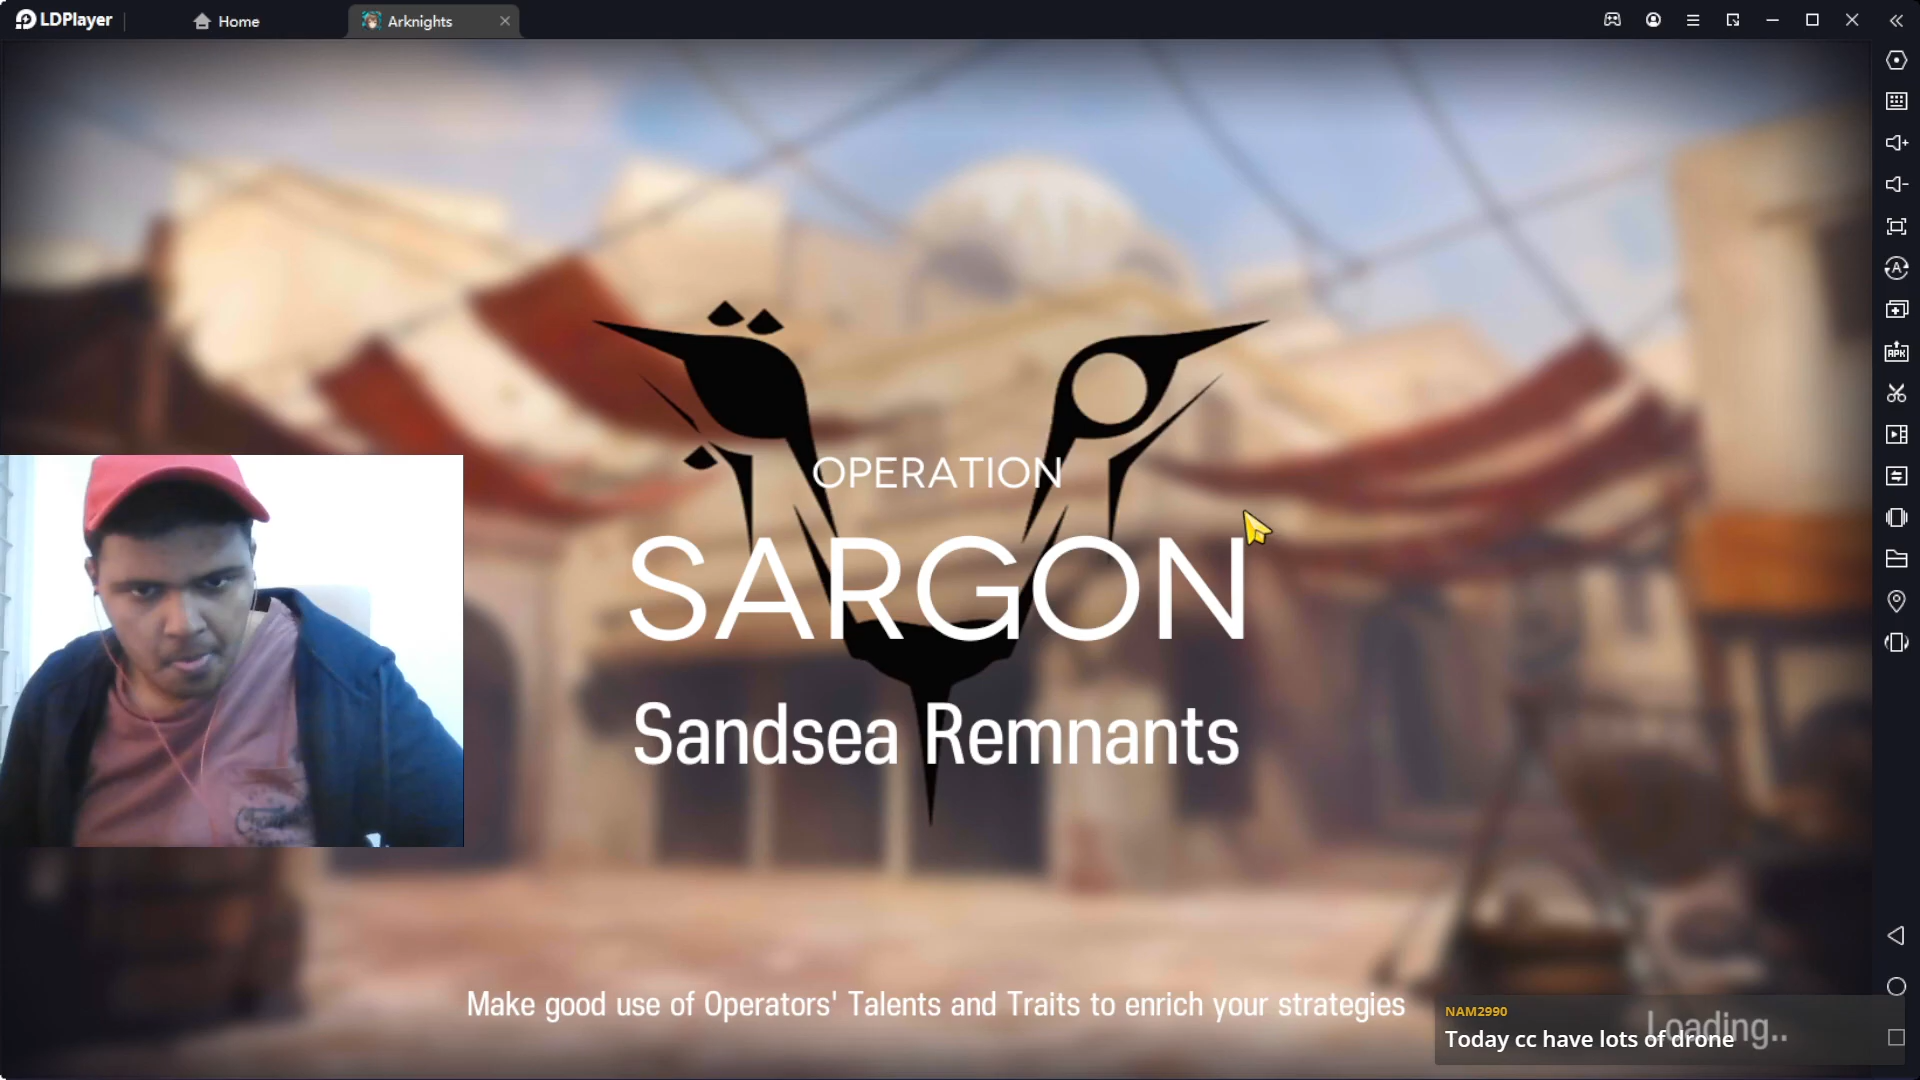 LDPlayer
Home
Arknights
APK
OPERATION
SARGON
Sandsea Remnants
Make good use of Operators' Talents and Traits to enrich your strategies
Loading..
NAM2990
Today cc have lots of drone